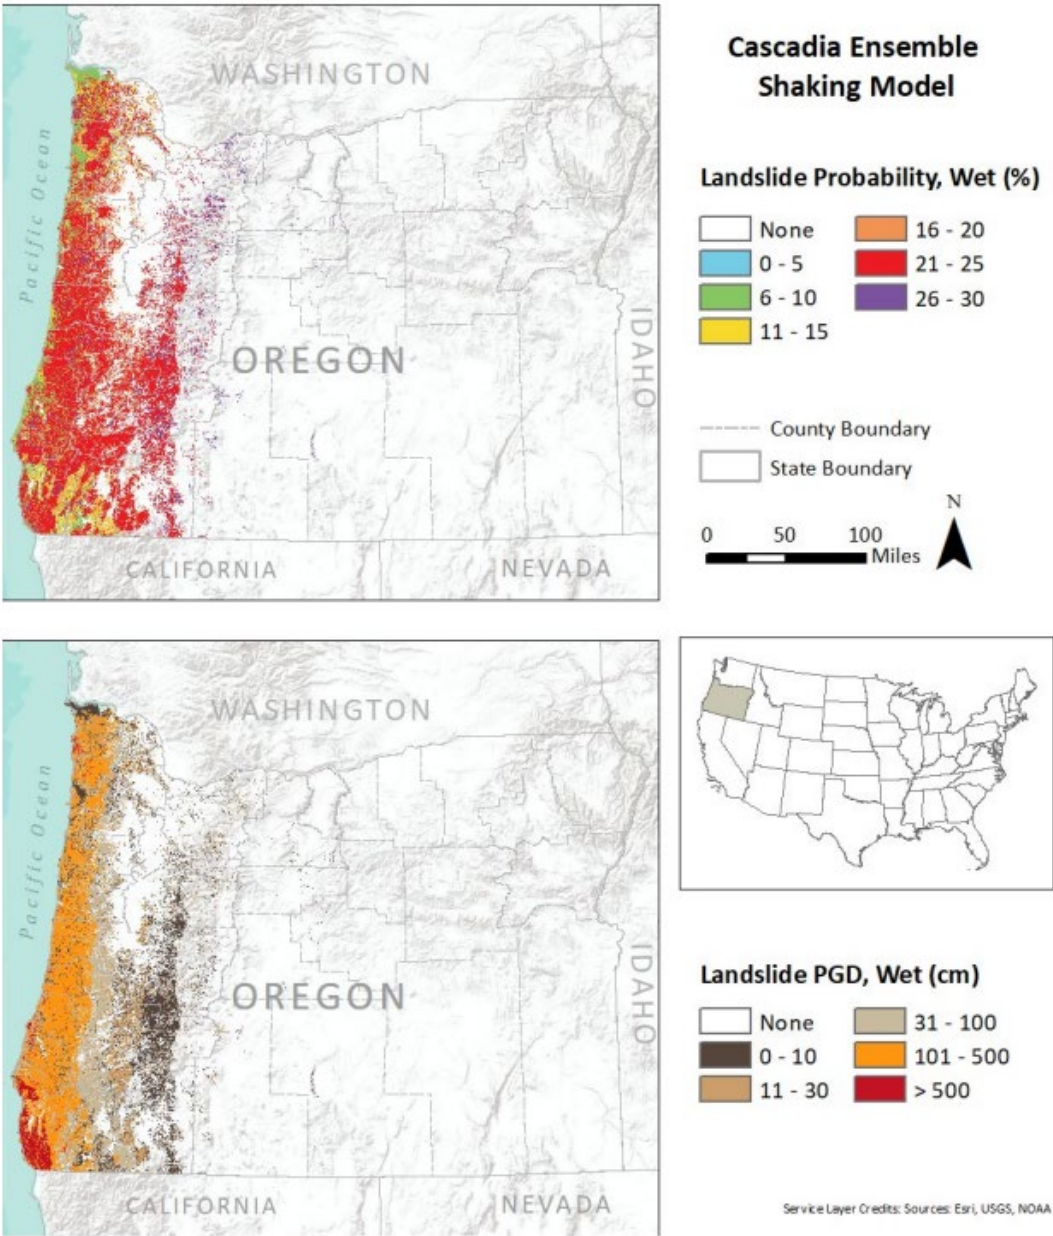 WASHINGTON
Pacific Ocean
OREGON
IDAHO
CALIFORNIA
NEVADA
Cascadia Ensemble
Shaking Model
Landslide Probability, Wet (%)
None
0 - 5
6 - 10
11 - 15
16 - 20
21 - 25
26 - 30
County Boundary
State Boundary
N
0 50 100
Miles
WASHINGTON
Pacific Ocean
OREGON
IDAHO
CALIFORNIA
NEVADA
Landslide PGD, Wet (cm)
None
0 - 10
11 - 30
31 - 100
101 - 500
> 500
Service Layer Credits: Sources: Esri, USGS, NOAA